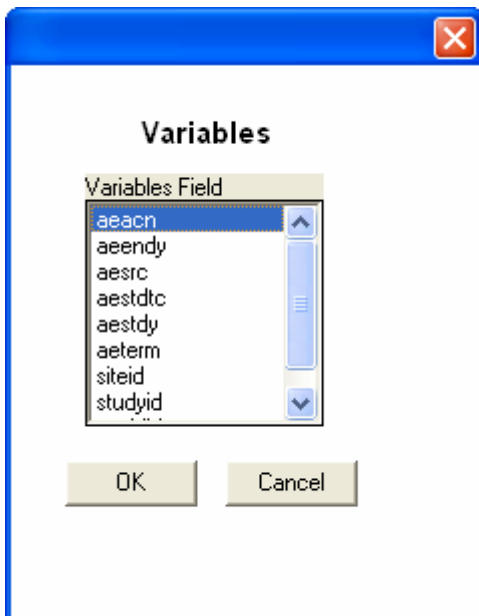 Variables
Variables Field
aeacn
aeendy
aesrc
aestdtc
aestdy
aeterm
siteid
studyid
OK
Cancel